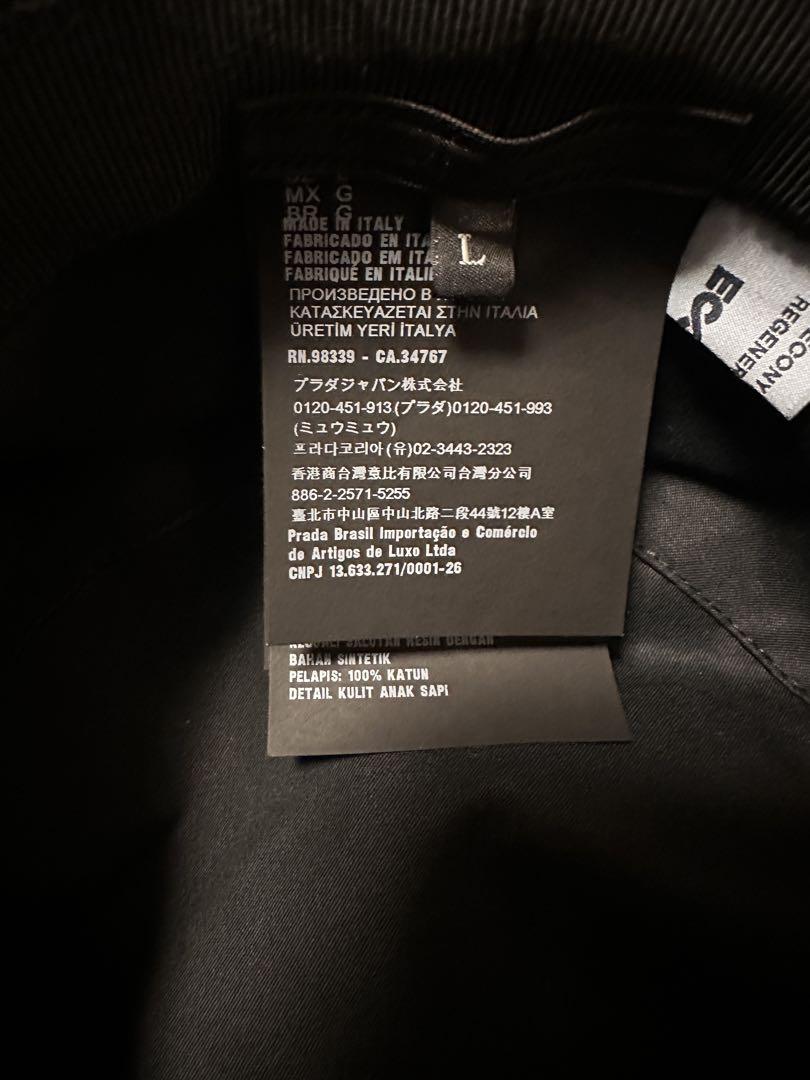 MX G
BR G
MADE IN ITALY
FABRICADO EN ITA
FABRICADO EM ITA
FABRIQUÉ EN ITALIE
ПРОИЗВЕДЕНО В
ΚΑΤΑΣΚΕΥΑΖΕΤΑΙ ΣΤΗΝ ΙΤΑΛΙΑ
ÜRETİM YERİ İTALYA
RN.98339 - CA.34767
プラダジャパン株式会社
0120-451-913(プラダ)0120-451-993
(ミュウミュウ)
프라다코리아(유)02-3443-2323
香港商台灣意比有限公司台灣分公司
886-2-2571-5255
臺北市中山區中山北路二段44號12樓A室
Prada Brasil Importação e Comércio
de Artigos de Luxo Ltda
CNPJ 13.633.271/0001-26
L
BAHAN SINTETIK
PELAPIS: 100% KATUN
DETAIL KULIT ANAK SAPI
ES
ECONY
REGENER